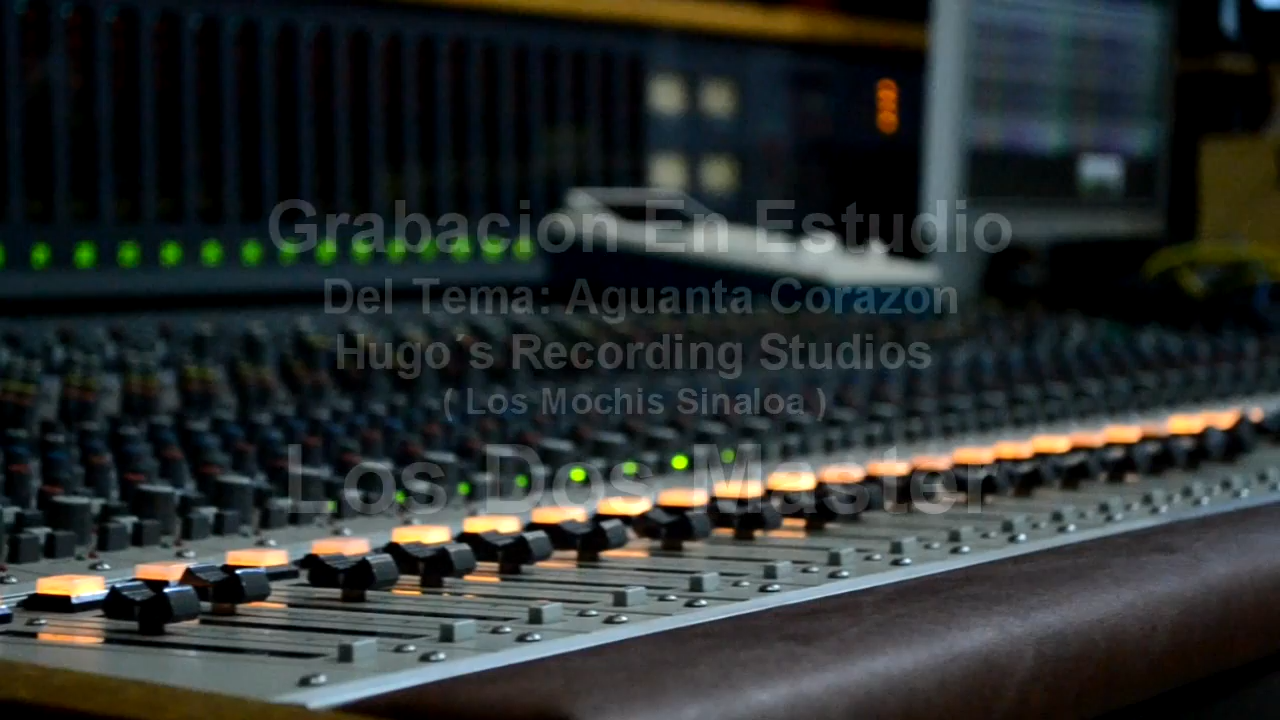 Grabacion En Estudio
Del Tema: Aguanta Corazon
Hugo s Recording Studios
( Los Mochis Sinaloa )
Los Dos Master